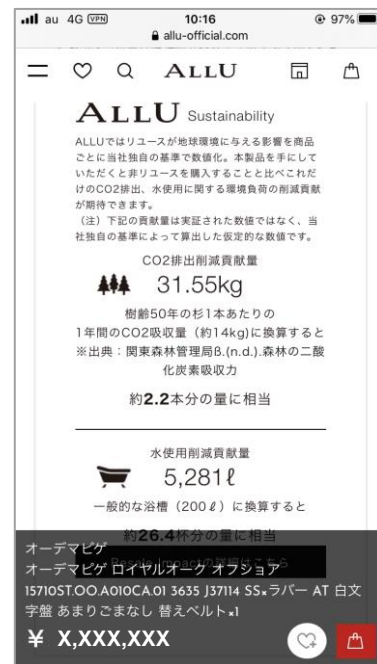 au 4G VPN 10:16 97%
allu-official.com
ALLU
ALLU Sustainability
ALLUではリユースが地球環境に与える影響を商品
ごとに当社独自の基準で数値化。本製品を手にして
いただくと非リユースを購入することと比べこれだ
けのCO2排出、水使用に関する環境負荷の削減貢献
が期待できます。
（注）下記の貢献量は実証された数値ではなく、当
社独自の基準によって算出した仮定的な数値です。
CO2排出削減貢献量
31.55kg
樹齢50年の杉1本あたりの
1年間のCO2吸収量（約14kg)に換算すると
※出典：関東森林管理局ß.(n.d.).森林の二酸
化炭素吸収力
約2.2本分の量に相当
水使用削減貢献量
5,281ℓ
一般的な浴槽（200ℓ）に換算すると
約26.4杯分の量に相当
Resale Impactの詳細はこちら
オーデマピゲ
オーデマピゲ ロイヤルオーク オフショア
15710ST.OO.A010CA.01 3635 J37114 SS×ラバー AT 白文
字盤 あまりごまなし 替えベルト×1
¥ X,XXX,XXX